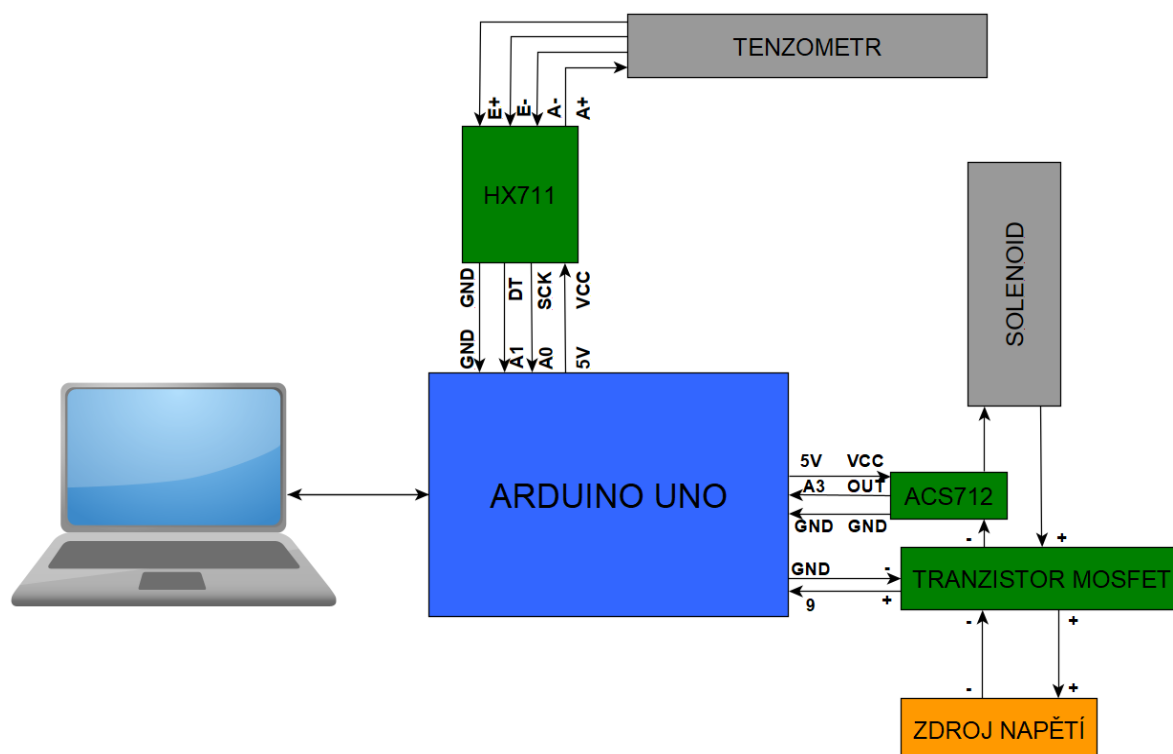 TENZOMETR
E+
E-
A-
A+
HX711
GND
DT
SCK
VCC
GND
A1
A0
5V
SOLENOID
ARDUINO UNO
5V VCC
A3 OUT
GND GND
ACS712
- +
GND -
9 +
TRANZISTOR MOSFET
- +
- +
ZDROJ NAPĚTÍ